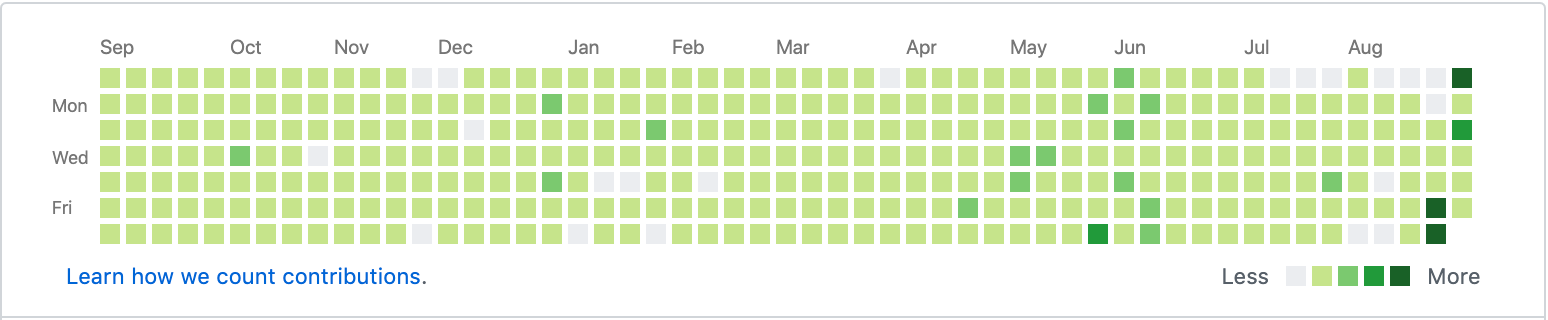 Sep Oct Nov Dec Jan Feb Mar Apr May Jun Jul Aug
Mon
Wed
Fri
Learn how we count contributions. Less More